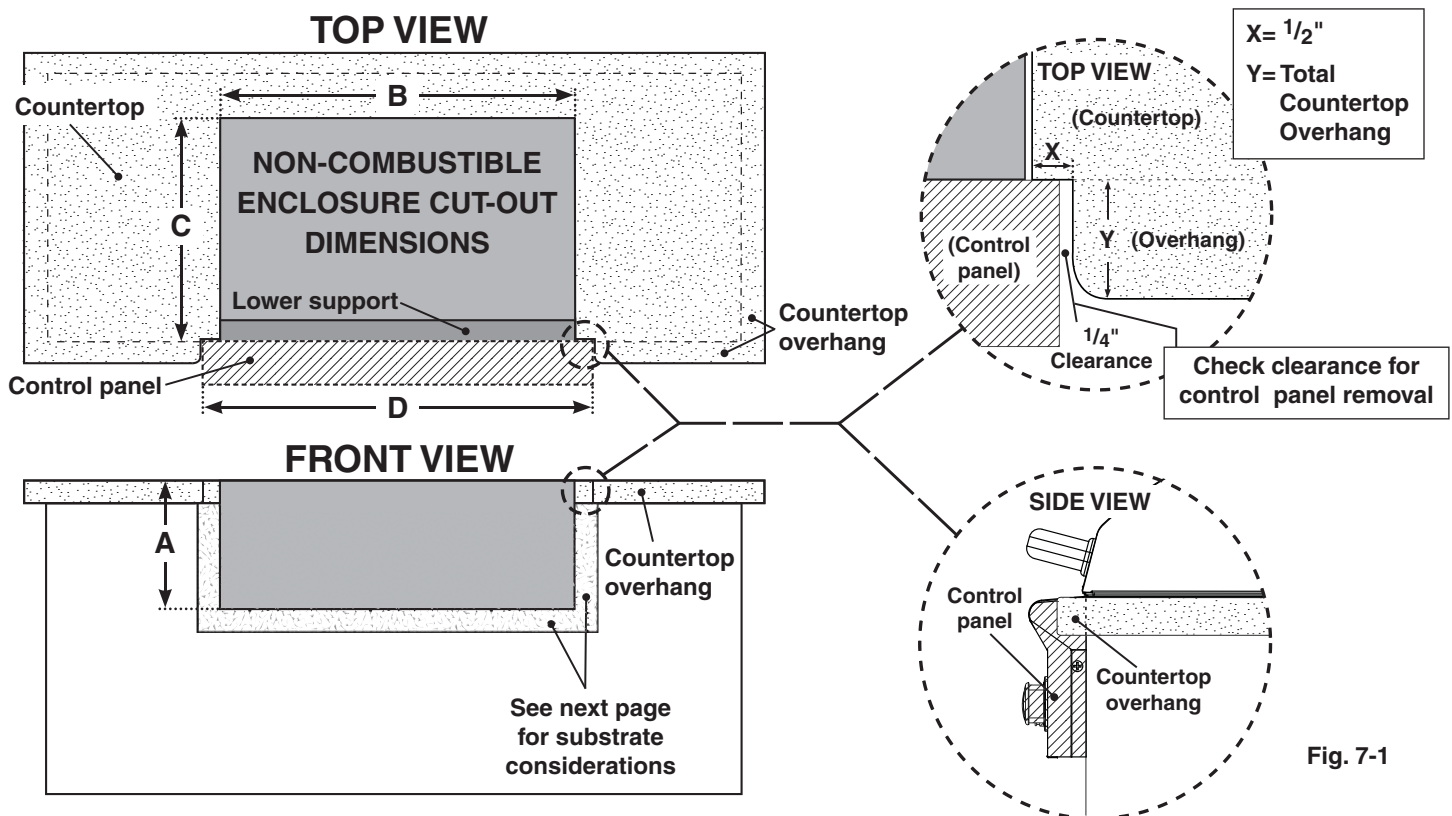 TOP VIEW
Countertop
B
NON-COMBUSTIBLE
ENCLOSURE CUT-OUT
DIMENSIONS
C
Lower support
Control panel
D
Countertop
overhang
TOP VIEW
(Countertop)
X
(Control
panel)
Y (Overhang)
1/4"
Clearance
X= 1/2"
Y= Total
Countertop
Overhang
Check clearance for
control panel removal
FRONT VIEW
A
Countertop
overhang
See next page
for substrate
considerations
SIDE VIEW
Control
panel
Countertop
overhang
Fig. 7-1